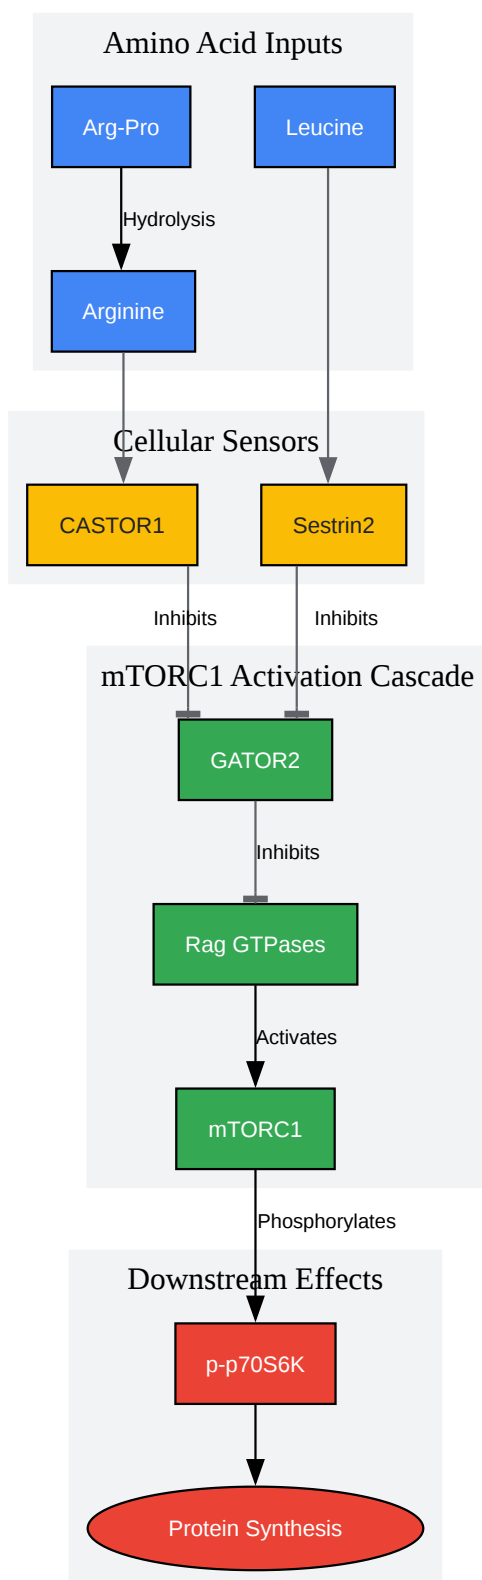 Amino Acid Inputs
Arg-Pro
Leucine
Hydrolysis
Arginine
Cellular Sensors
CASTOR1
Sestrin2
Inhibits
Inhibits
mTORC1 Activation Cascade
GATOR2
Inhibits
Rag GTPases
Activates
mTORC1
Phosphorylates
Downstream Effects
p-p70S6K
Protein Synthesis